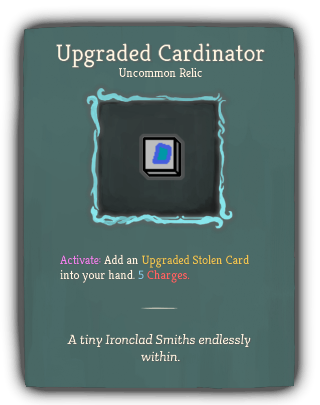 Upgraded Cardinator
Uncommon Relic
Activate: Add an Upgraded Stolen Card
into your hand. 5 Charges.
A tiny Ironclad Smiths endlessly
within.